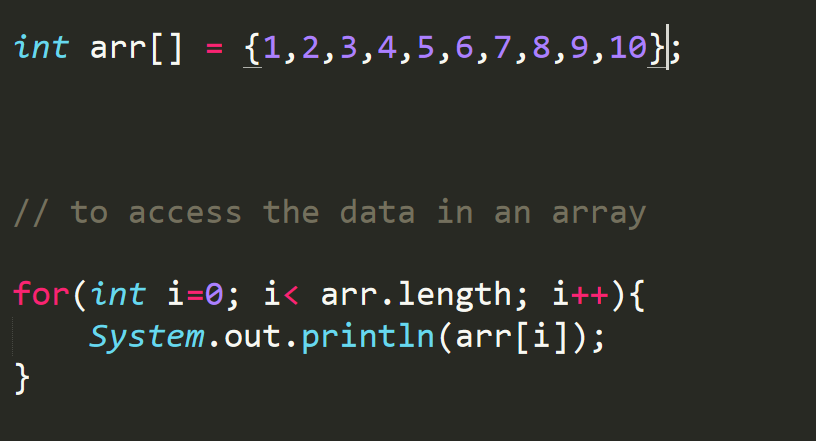 int arr[] = {1,2,3,4,5,6,7,8,9,10};
// to access the data in an array
for(int i=0; i< arr.length; i++){
    System.out.println(arr[i]);
}